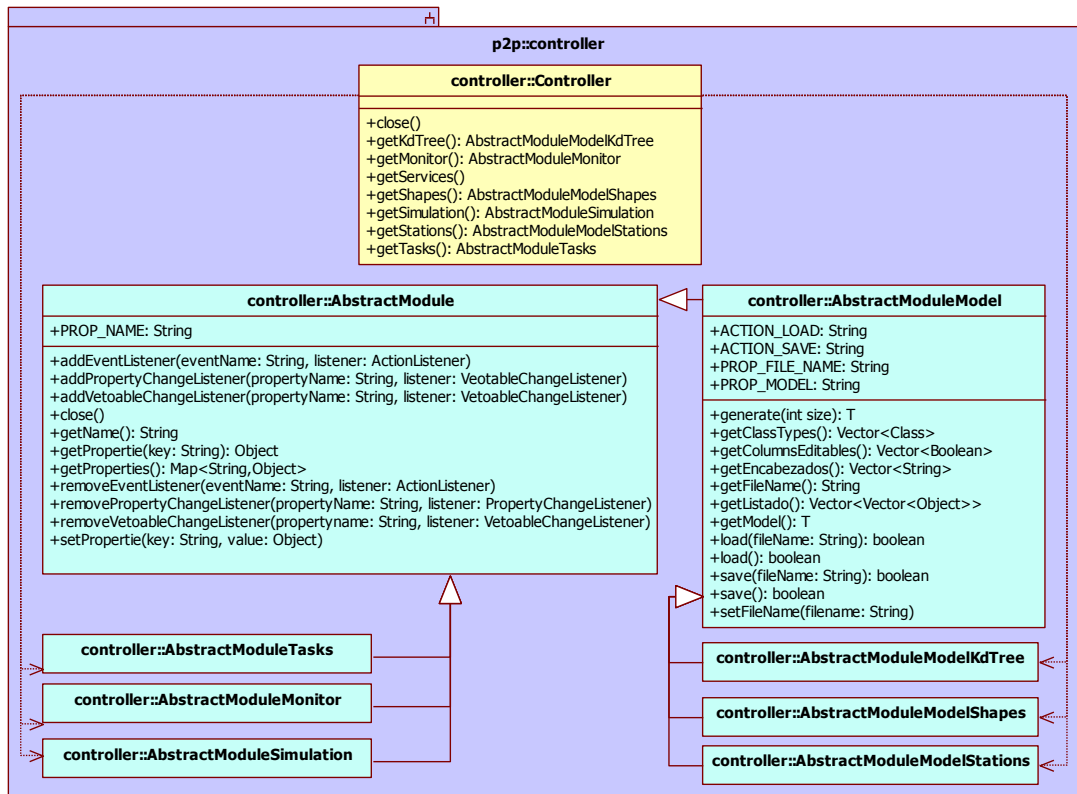 p2p::controller
controller::Controller
+close()
+getKdTree(): AbstractModuleModelKdTree
+getMonitor(): AbstractModuleMonitor
+getServices()
+getShapes(): AbstractModuleModelShapes
+getSimulation(): AbstractModuleSimulation
+getStations(): AbstractModuleModelStations
+getTasks(): AbstractModuleTasks
controller::AbstractModule
+PROP_NAME: String
+addEventListener(eventName: String, listener: ActionListener)
+addPropertyChangeListener(propertyName: String, listener: VeotableChangeListener)
+addVetoableChangeListener(propertyName: String, listener: VetoableChangeListener)
+close()
+getName(): String
+getPropertie(key: String): Object
+getProperties(): Map<String,Object>
+removeEventListener(eventName: String, listener: ActionListener)
+removePropertyChangeListener(propertyName: String, listener: PropertyChangeListener)
+removeVetoableChangeListener(propertyname: String, listener: VetoableChangeListener)
+setPropertie(key: String, value: Object)
controller::AbstractModuleModel
+ACTION_LOAD: String
+ACTION_SAVE: String
+PROP_FILE_NAME: String
+PROP_MODEL: String
+generate(int size): T
+getClassTypes(): Vector<Class>
+getColumnsEditables(): Vector<Boolean>
+getEncabezados(): Vector<String>
+getFileName(): String
+getListado(): Vector<Vector<Object>>
+getModel(): T
+load(fileName: String): boolean
+load(): boolean
+save(fileName: String): boolean
+save(): boolean
+setFileName(filename: String)
controller::AbstractModuleTasks
controller::AbstractModuleMonitor
controller::AbstractModuleSimulation
controller::AbstractModuleModelKdTree
controller::AbstractModuleModelShapes
controller::AbstractModuleModelStations